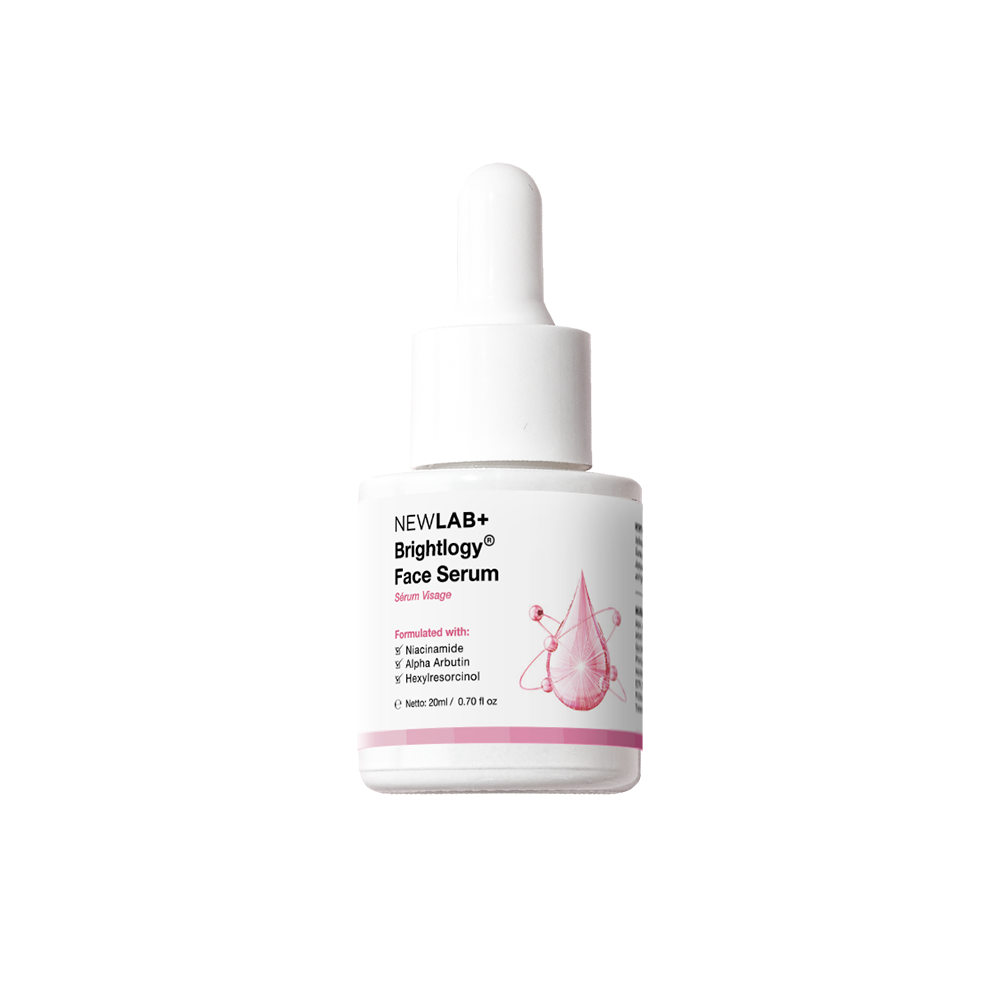 NEWLAB+
Brightlogy®
Face Serum
Sérum Visage
Formulated with:
Niacinamide
Alpha Arbutin
Hexylresorcinol
℮ Netto: 20ml / 0.70 fl oz